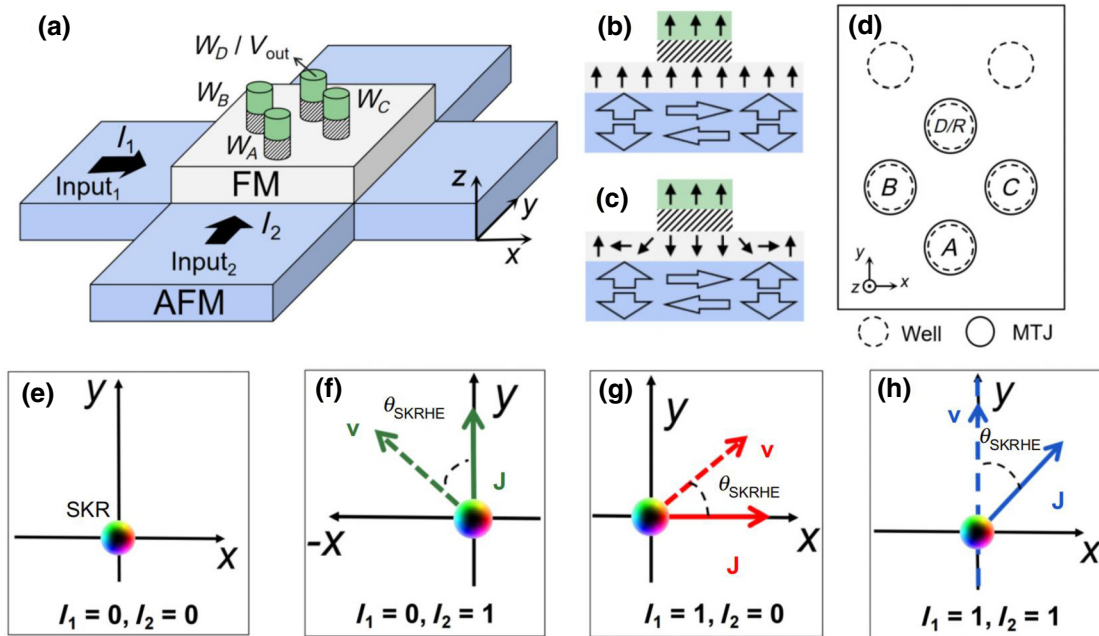 (a)
W_D / V_out
W_B
W_C
W_A
I_1
Input_1
FM
I_2
Input_2
AFM
z
y
x
(b)
(c)
(d)
D/R
B
C
A
y
z
x
Well
MTJ
(e)
y
SKR
x
I_1 = 0, I_2 = 0
(f)
θ_SKRHE
y
v
J
-x
I_1 = 0, I_2 = 1
(g)
y
v
θ_SKRHE
x
J
I_1 = 1, I_2 = 0
(h)
y
v
θ_SKRHE
J
x
I_1 = 1, I_2 = 1